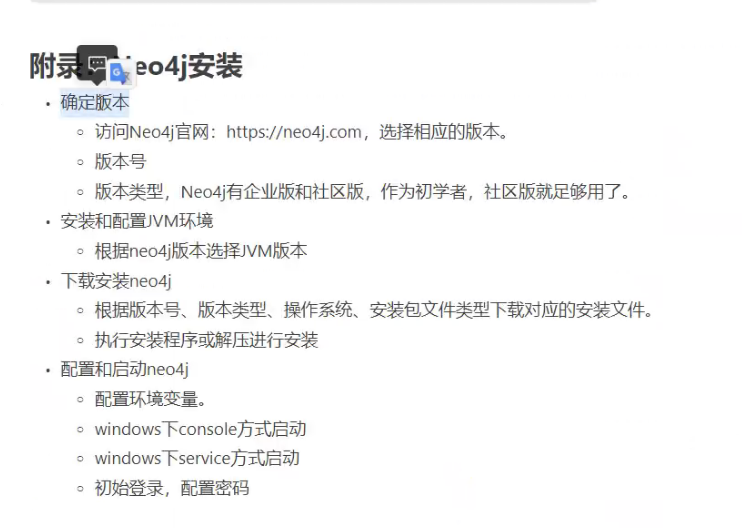 附录：Neo4j安装
• 确定版本
◦ 访问Neo4j官网：https://neo4j.com，选择相应的版本。
◦ 版本号
◦ 版本类型，Neo4j有企业版和社区版，作为初学者，社区版就足够用了。
• 安装和配置JVM环境
◦ 根据neo4j版本选择JVM版本
• 下载安装neo4j
◦ 根据版本号、版本类型、操作系统、安装包文件类型下载对应的安装文件。
◦ 执行安装程序或解压进行安装
• 配置和启动neo4j
◦ 配置环境变量。
◦ windows下console方式启动
◦ windows下service方式启动
◦ 初始登录，配置密码